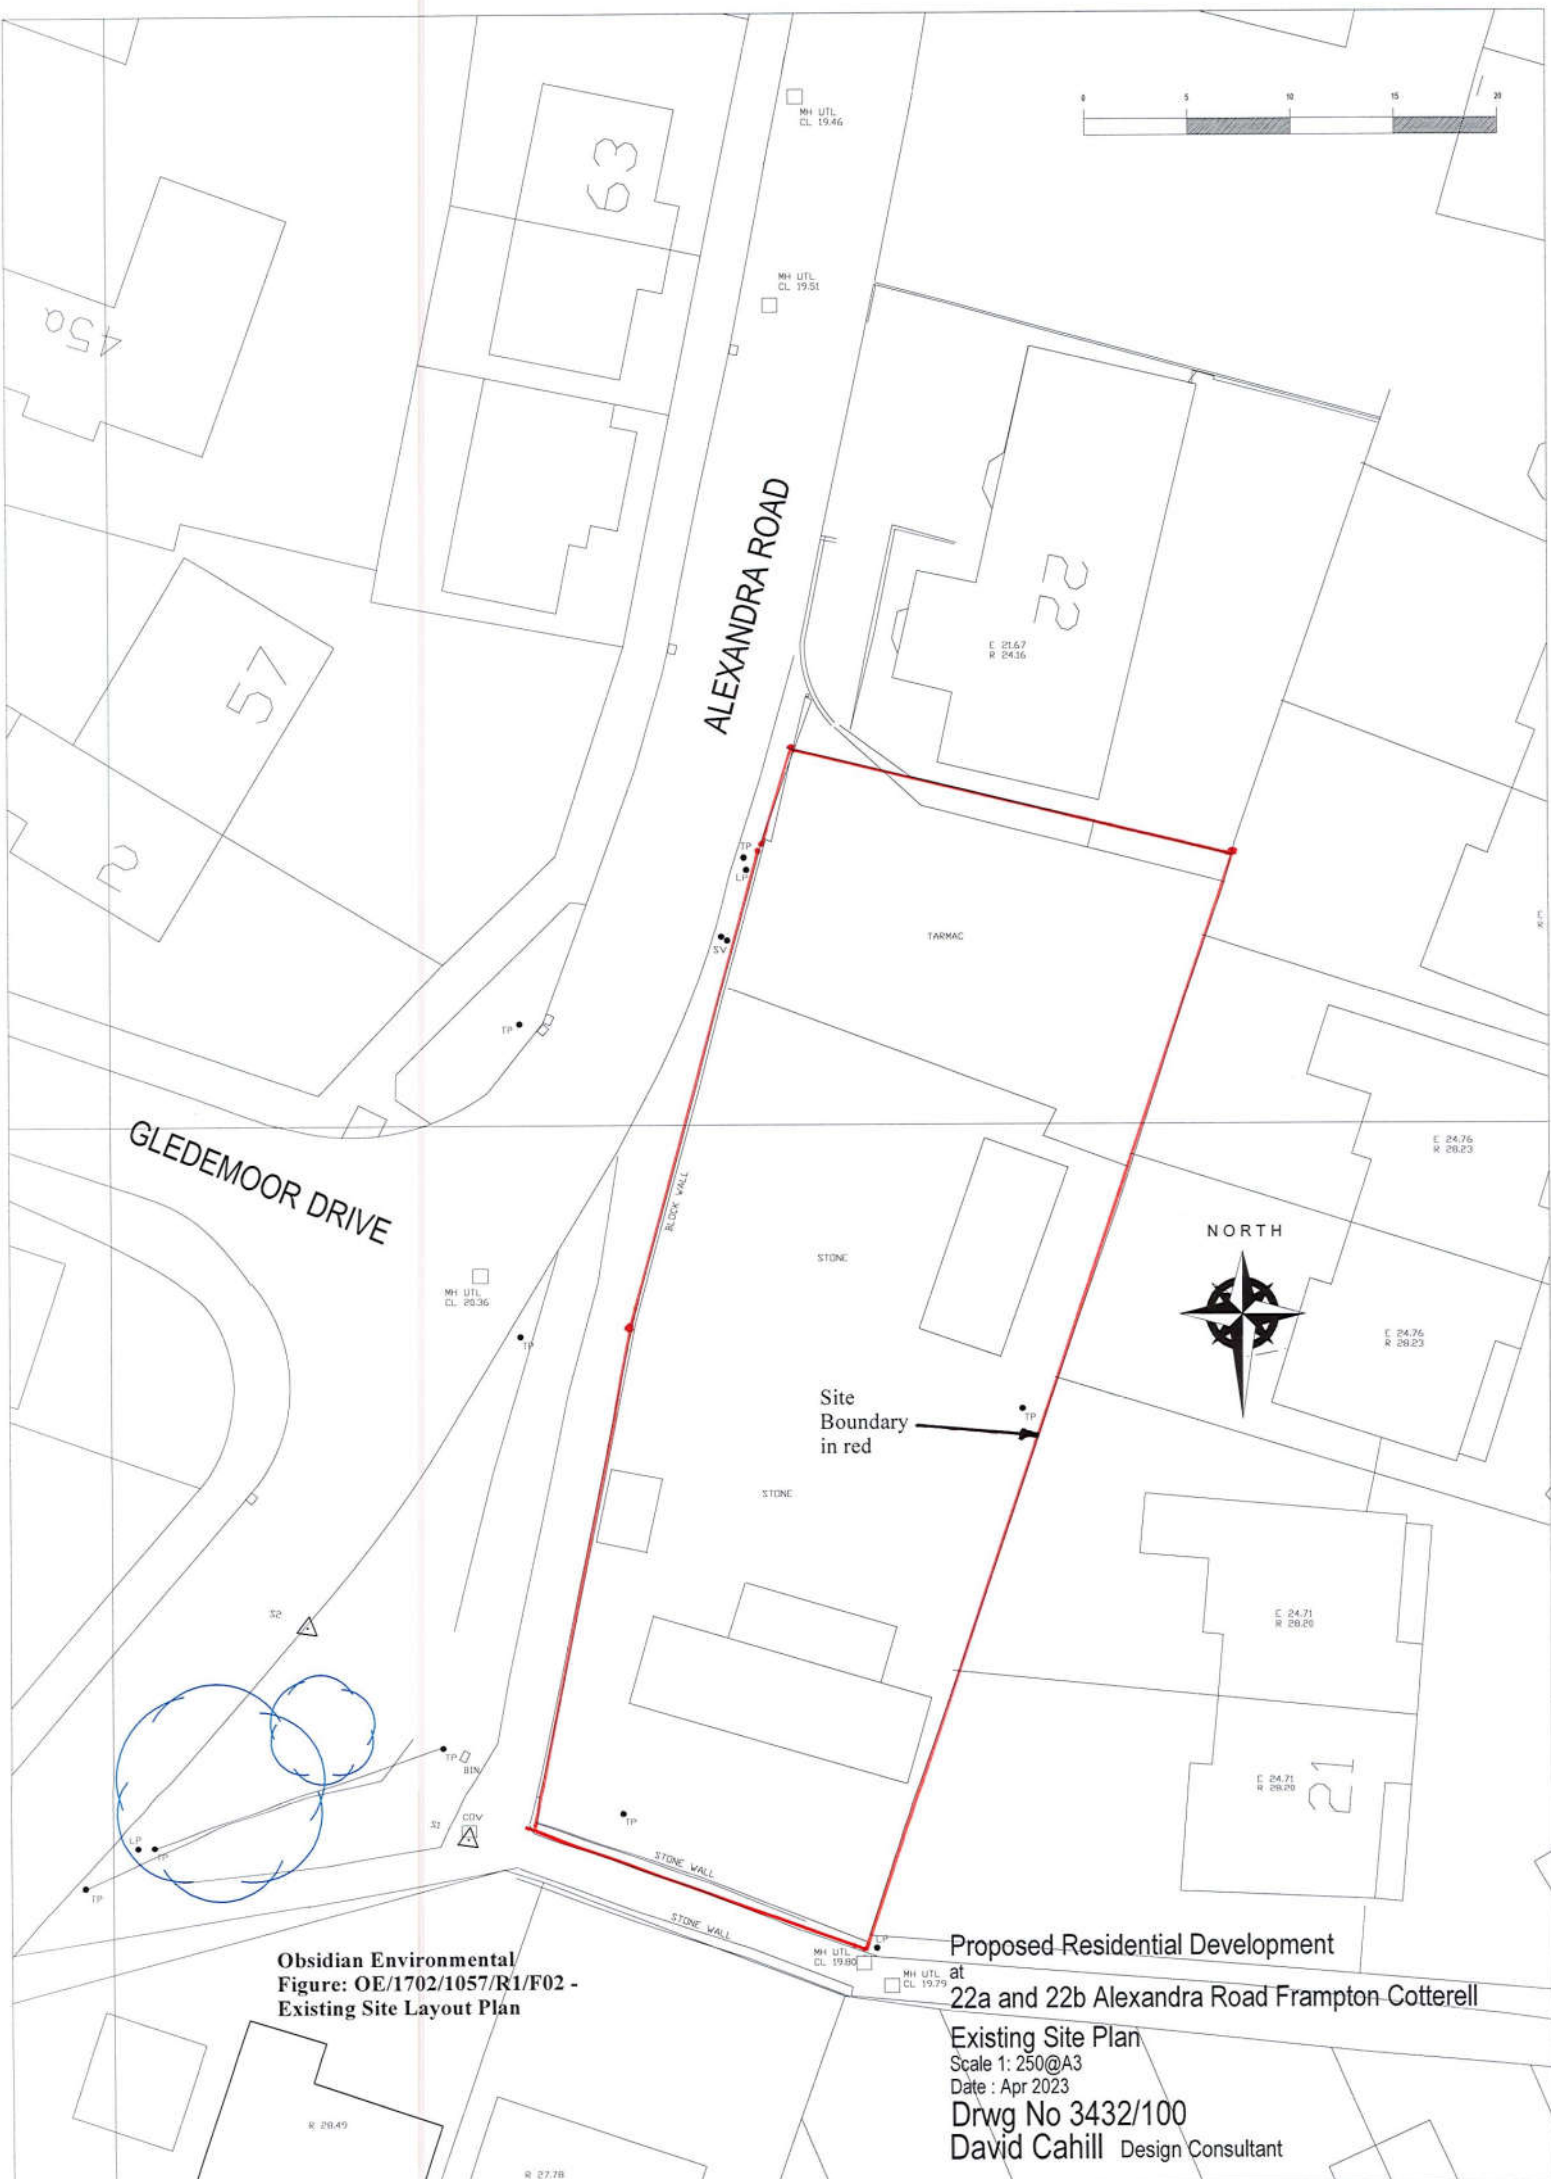 0 5 10 15 20
MH UTL
CL 19.46
63
MH UTL
CL 19.51
45a
ALEXANDRA ROAD
22
E 21.67
R 24.16
57
2
TP
LP
SV
TARMAC
TP
GLEDEMOOR DRIVE
BLOCK WALL
E 24.76
R 28.23
STONE
NORTH
MH UTL
CL 20.36
TP
E 24.76
R 28.23
Site
Boundary
in red
TP
STONE
S2
E 24.71
R 28.20
TP
BIN
E 24.71
R 28.20
21
S1
COV
TP
LP
TP
TP
STONE WALL
STONE WALL
LP
MH UTL
CL 19.80
MH UTL
CL 19.79
Obsidian Environmental
Figure: OE/1702/1057/R1/F02 -
Existing Site Layout Plan
Proposed Residential Development
at
22a and 22b Alexandra Road Frampton Cotterell
Existing Site Plan
Scale 1: 250@A3
Date : Apr 2023
Drwg No 3432/100
David Cahill Design Consultant
R 28.49
R 27.78